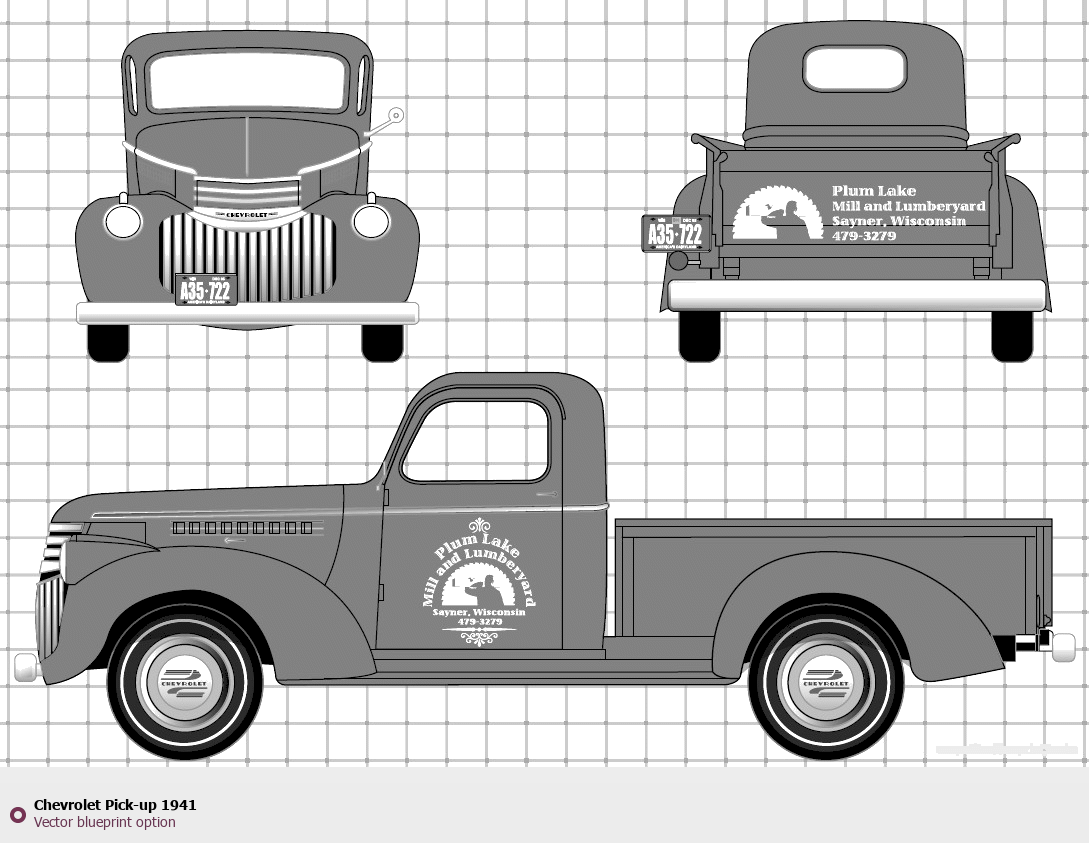 CHEVROLET
A35·722
Plum Lake
Mill and Lumberyard
Sayner, Wisconsin
479-3279
A35·722
Plum Lake
Mill and Lumberyard
Sayner, Wisconsin
479-3279
CHEVROLET
CHEVROLET
Chevrolet Pick-up 1941
Vector blueprint option